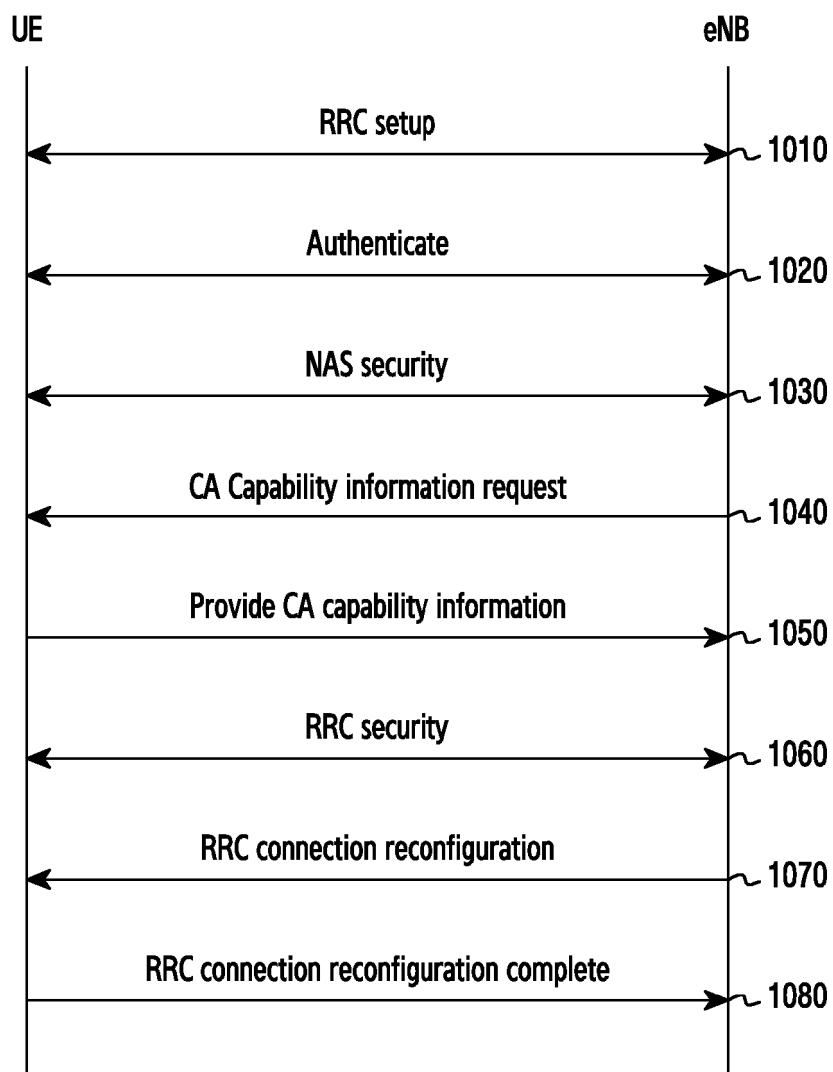 UE eNB
RRC setup
1010
Authenticate
1020
NAS security
1030
CA Capability information request
1040
Provide CA capability information
1050
RRC security
1060
RRC connection reconfiguration
1070
RRC connection reconfiguration complete
1080